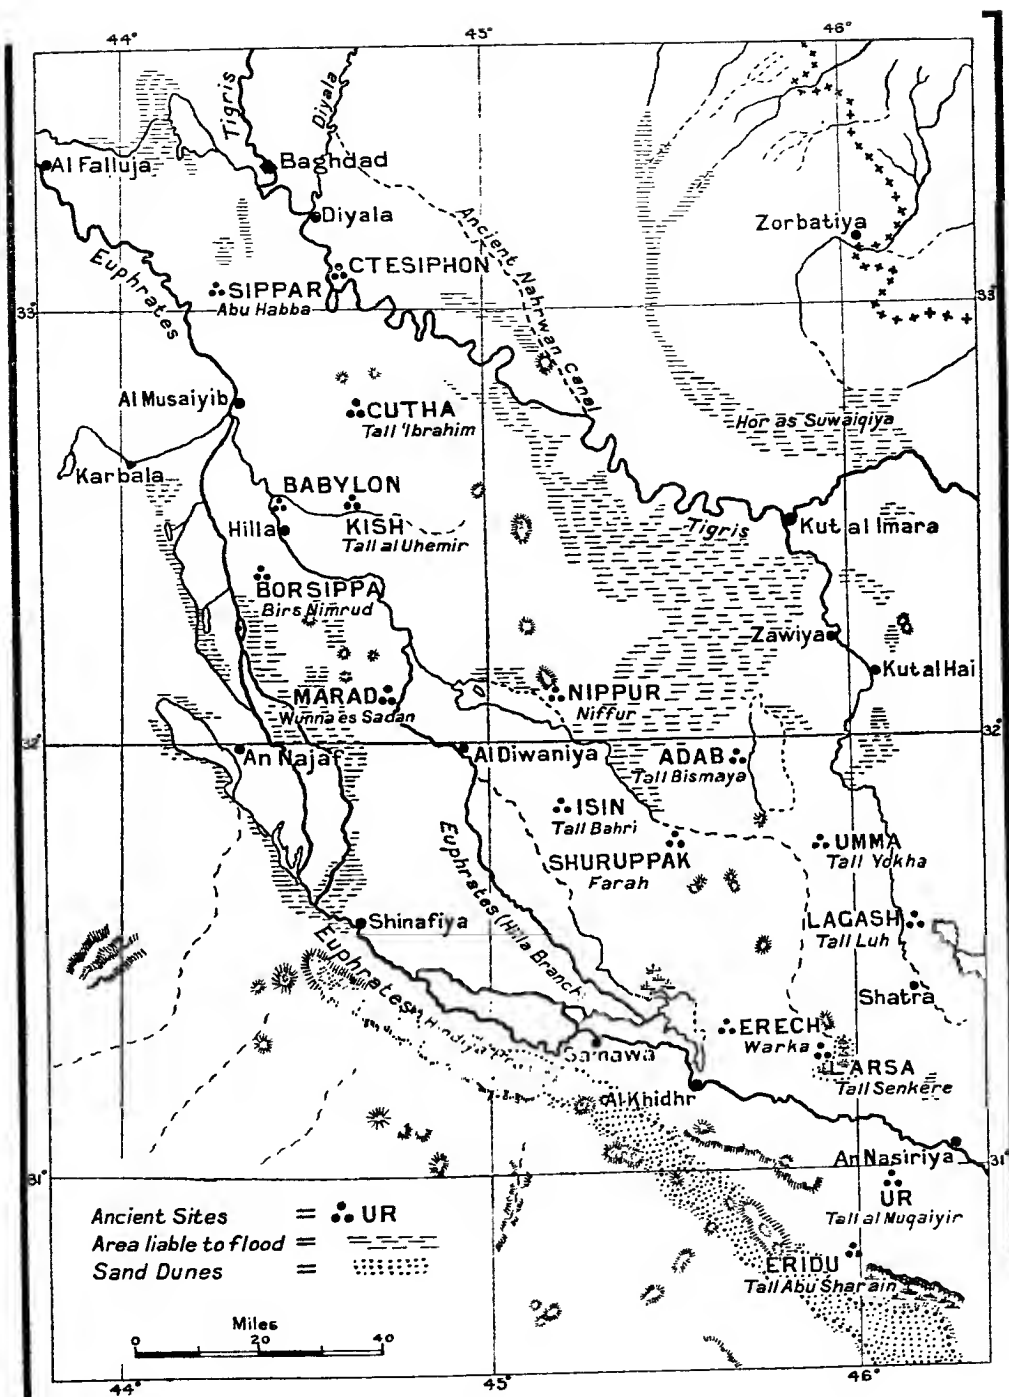 44°
45°
46°
Tigris
Diyala
Al Falluja
Baghdad
Diyala
Ancient Nahrwan Canal
Zorbatiya
Euphrates
CTESIPHON
SIPPAR
Abu Habba
33°
33°
Al Musaiyib
CUTHA
Tall 'Ibrahim
Hor as Suwaiqiya
Karbala
BABYLON
Hilla
KISH
Tall al Uhemir
Tigris
Kut al Imara
BORSIPPA
Birs Nimrud
Zawiya
Kut al Hai
MARAD
Wunna es Sadan
NIPPUR
Niffur
32°
32°
An Najaf
Al Diwaniya
ADAB
Tall Bismaya
ISIN
Tall Bahri
SHURUPPAK
Farah
UMMA
Tall Yokha
Euphrates (Hilla Branch)
LAGASH
Tall Luh
Shinafiya
Shatra
Euphrates
ERECH
Warka
Samawa
LARSA
Tall Senkere
Al Khidhr
An Nasiriya
31°
31°
UR
Tall al Muqaiyir
ERIDU
Tall Abu Sharain
Ancient Sites = UR
Area liable to flood =
Sand Dunes =
Miles
0 20 40
44°
45°
46°